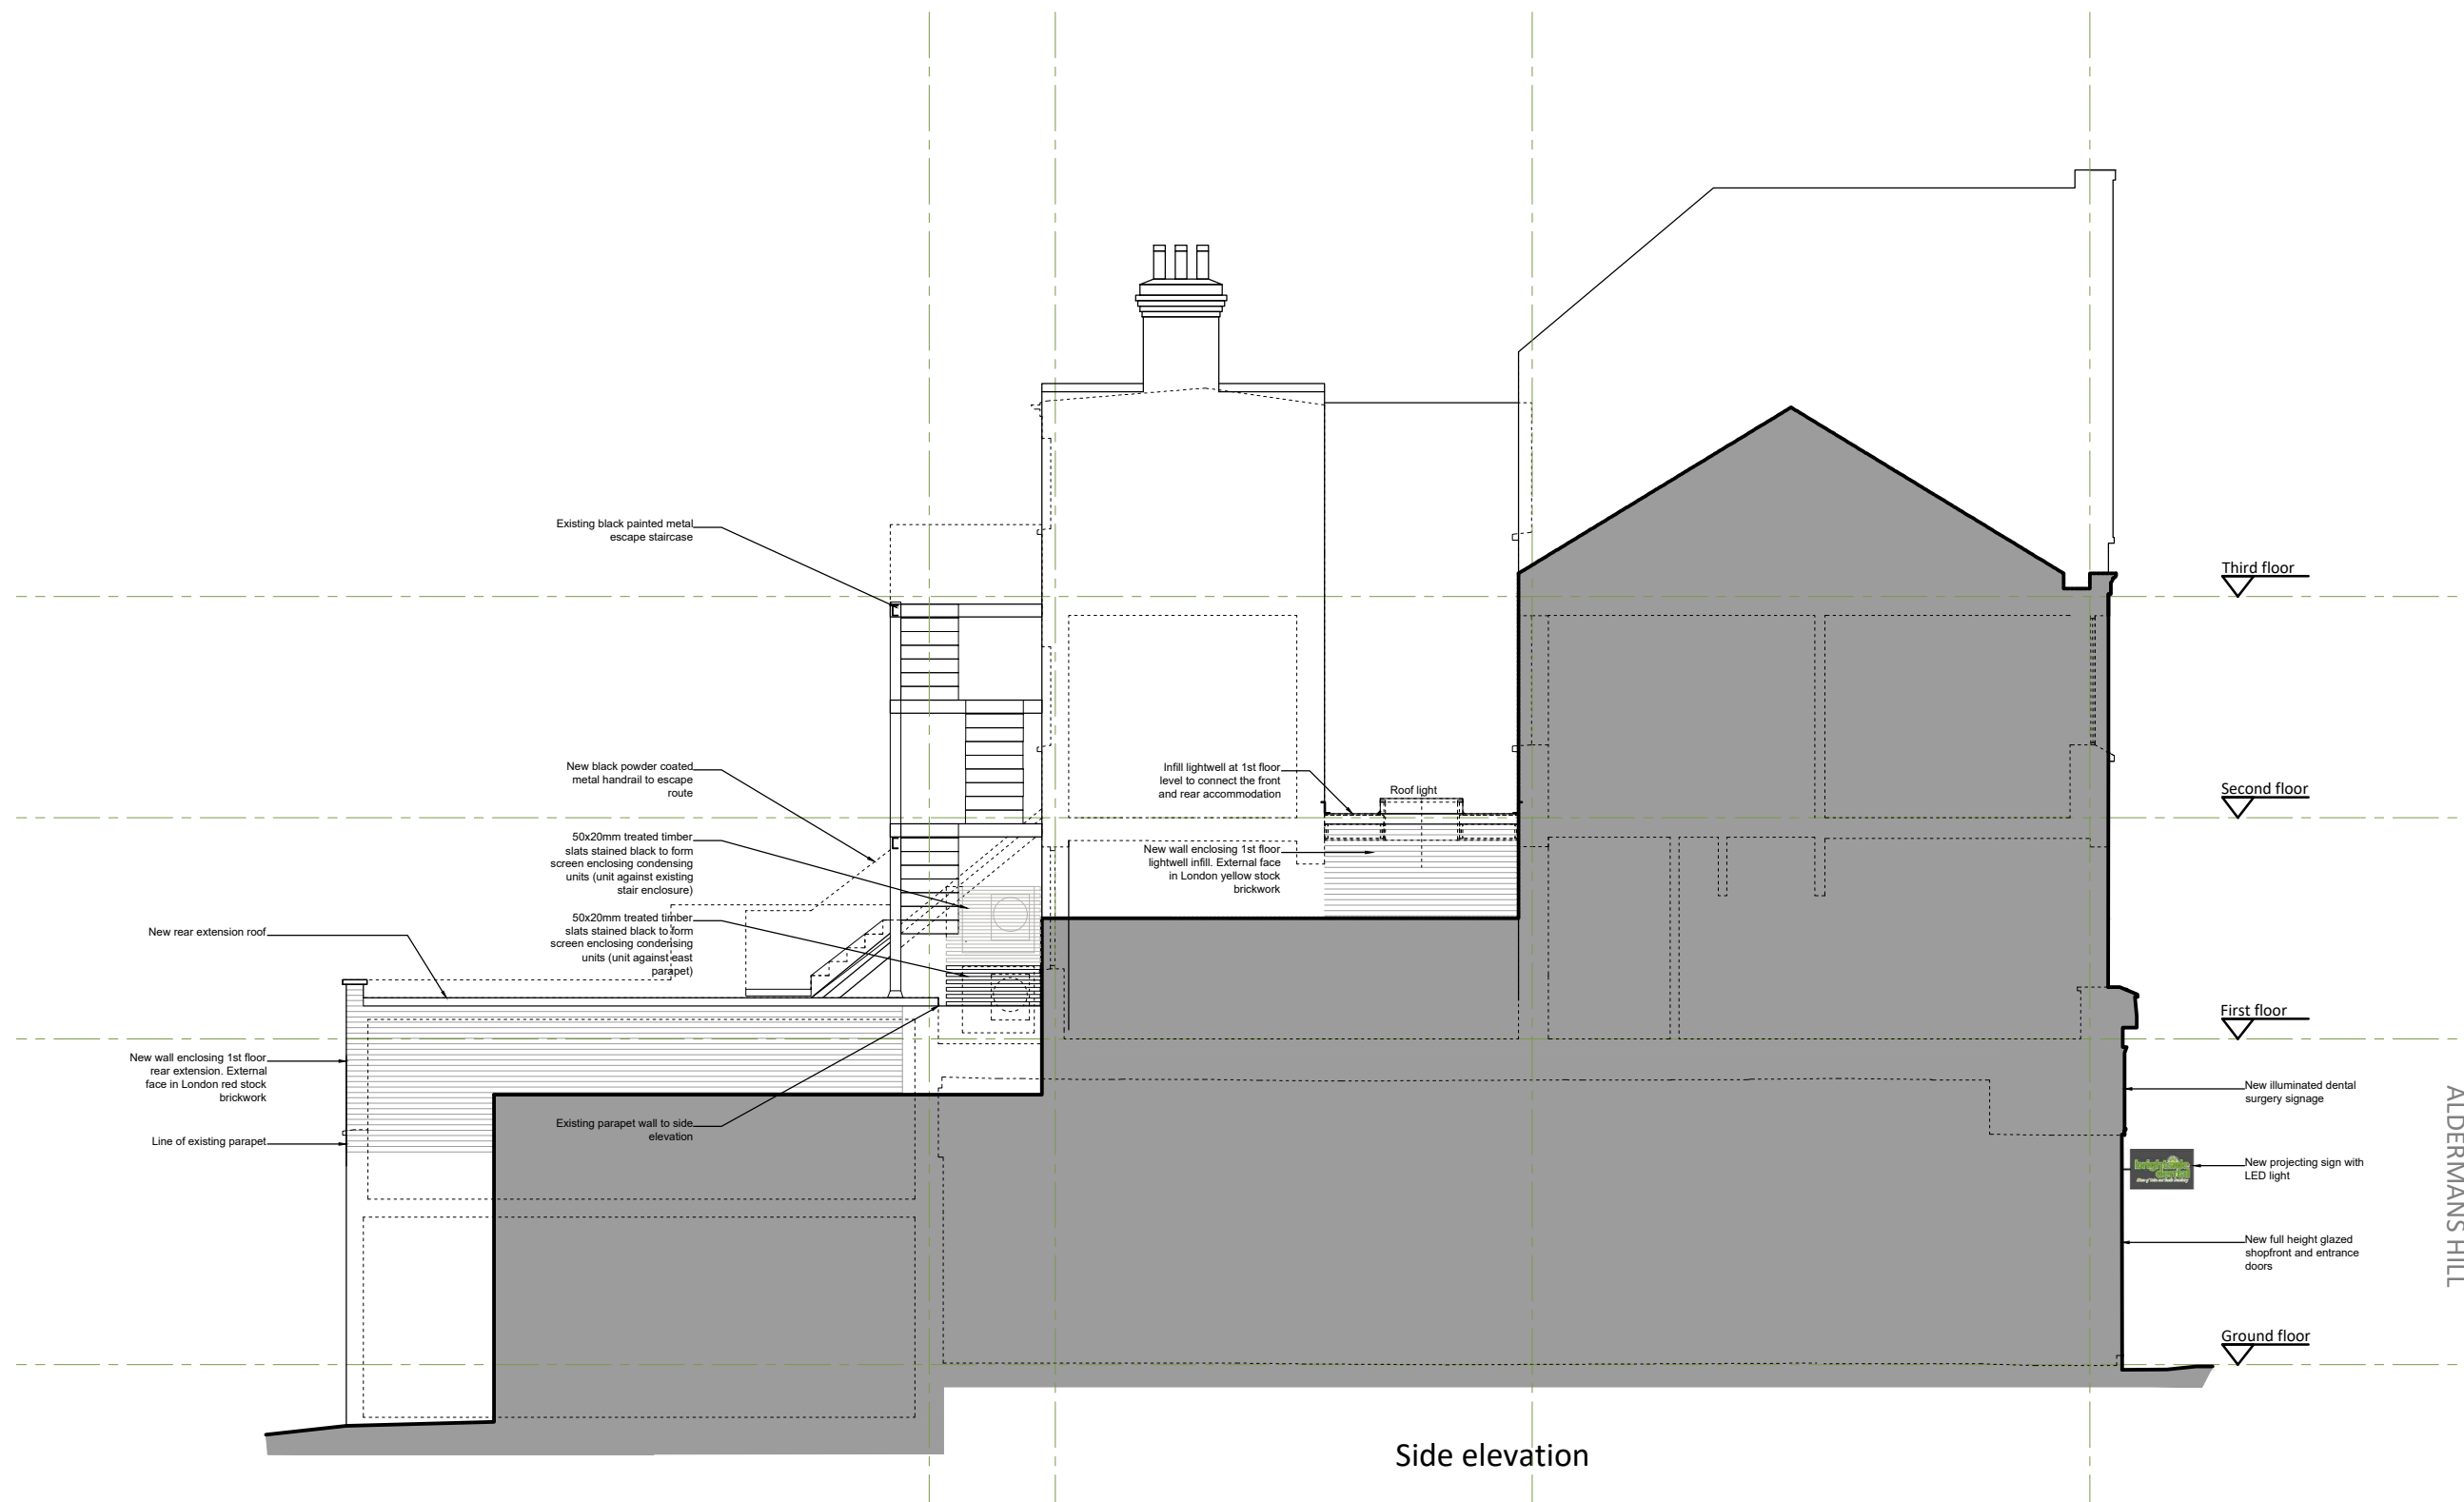 Existing black painted metal
escape staircase
New black powder coated
metal handrail to escape
route
50x20mm treated timber
slats stained black to form
screen enclosing condensing
units (unit against existing
stair enclosure)
50x20mm treated timber
slats stained black to form
screen enclosing condensing
units (unit against east
parapet)
New rear extension roof
New wall enclosing 1st floor
rear extension. External
face in London red stock
brickwork
Line of existing parapet
Existing parapet wall to side
elevation
Infill lightwell at 1st floor
level to connect the front
and rear accommodation
Roof light
New wall enclosing 1st floor
lightwell infill. External face
in London yellow stock
brickwork
Third floor
Second floor
First floor
New illuminated dental
surgery signage
New projecting sign with
LED light
New full height glazed
shopfront and entrance
doors
Ground floor
ALDERMANS HILL
Side elevation